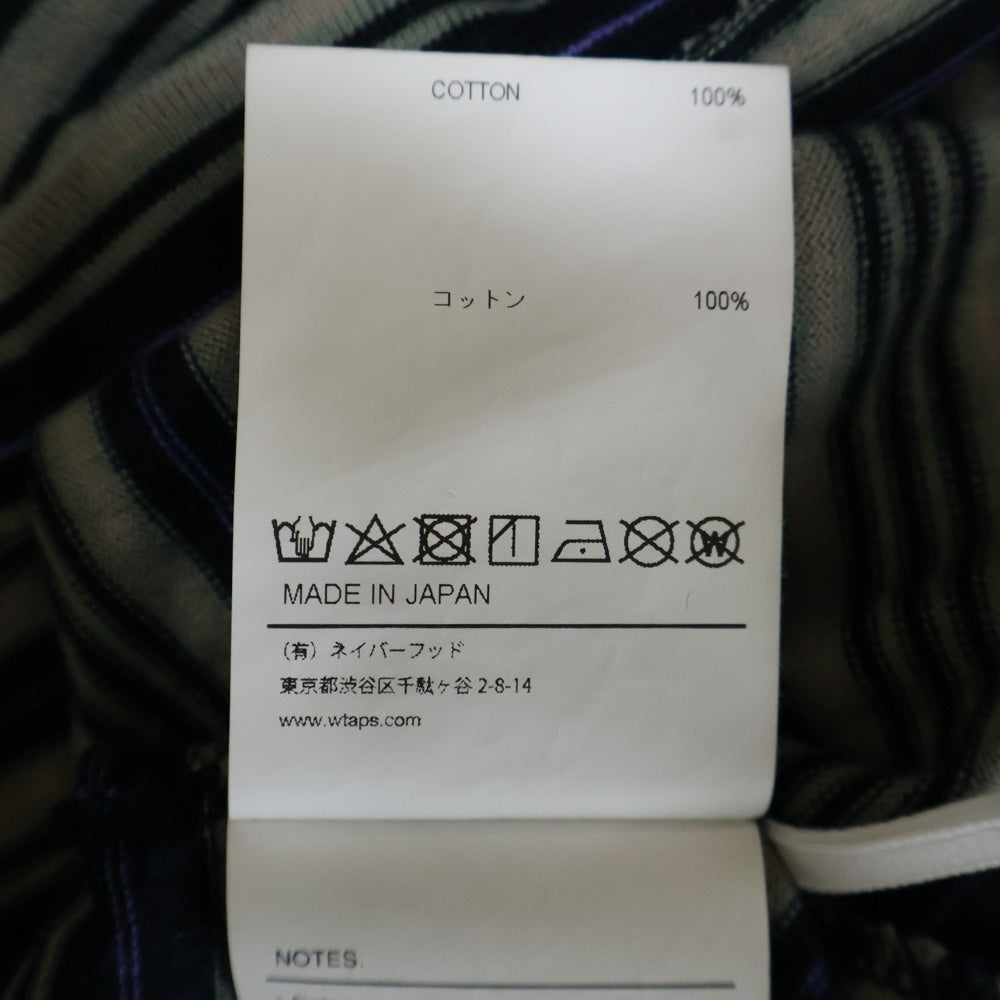 COTTON 100%
コットン 100%
MADE IN JAPAN
（有）ネイバーフッド
東京都渋谷区千駄ヶ谷 2-8-14
www.wtaps.com
NOTES.